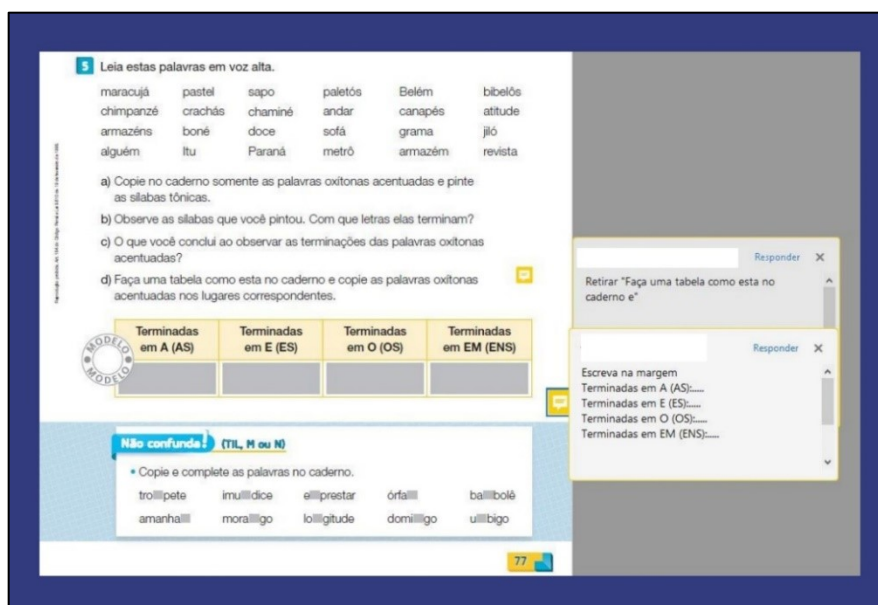 5 Leia estas palavras em voz alta.
maracujá pastel sapo paletós Belém bibelôs
chimpanzé crachás chaminé andar canapés atitude
armazéns boné doce sofá grama jiló
alguém Itu Paraná metrô armazém revista
a) Copie no caderno somente as palavras oxítonas acentuadas e pinte
as sílabas tônicas.
b) Observe as sílabas que você pintou. Com que letras elas terminam?
c) O que você conclui ao observar as terminações das palavras oxítonas
acentuadas?
d) Faça uma tabela como esta no caderno e copie as palavras oxítonas
acentuadas nos lugares correspondentes.
MODELO
MODELO
Terminadas em A (AS)
Terminadas em E (ES)
Terminadas em O (OS)
Terminadas em EM (ENS)
Não confunda! (TIL, M ou N)
• Copie e complete as palavras no caderno.
tro pete imu dice e prestar órfa ba bolê
amanha mora go lo gitude domi go u bigo
77
Responder ×
Retirar "Faça uma tabela como esta no
caderno e"
Responder ×
Escreva na margem
Terminadas em A (AS):.....
Terminadas em E (ES):.....
Terminadas em O (OS):.....
Terminadas em EM (ENS):.....